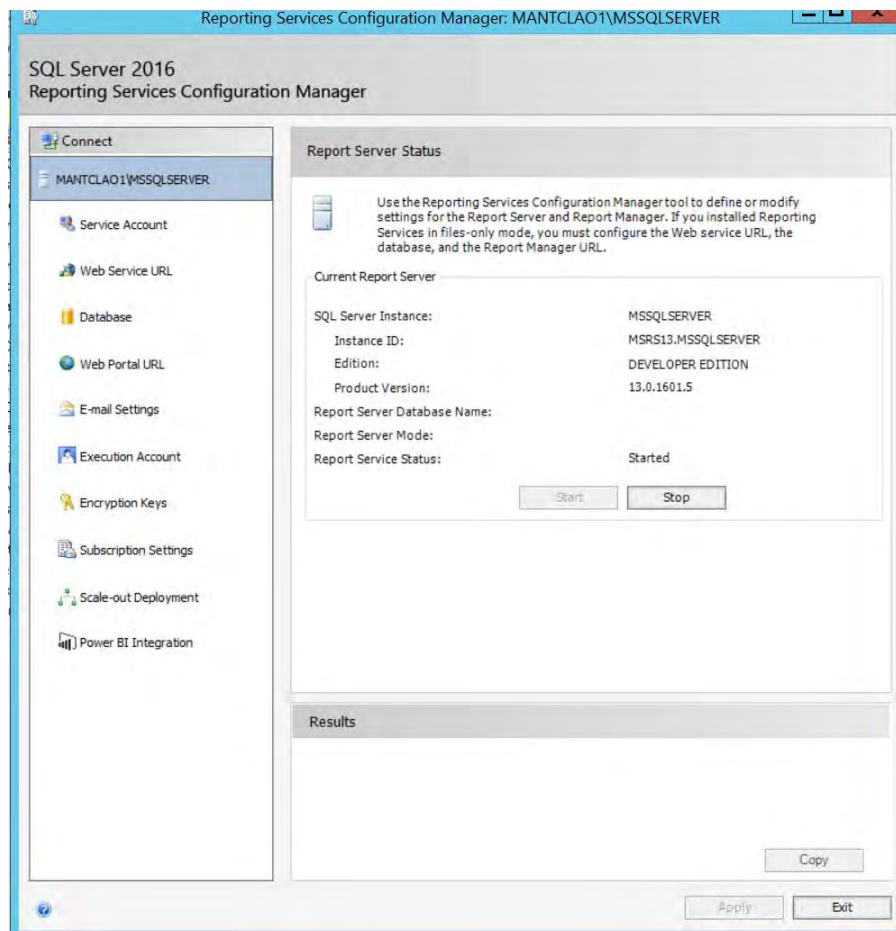 Reporting Services Configuration Manager: MANTCLAO1\MSSQLSERVER
SQL Server 2016
Reporting Services Configuration Manager
Connect
MANTCLAO1\MSSQLSERVER
Service Account
Web Service URL
Database
Web Portal URL
E-mail Settings
Execution Account
Encryption Keys
Subscription Settings
Scale-out Deployment
Power BI Integration
Report Server Status
Use the Reporting Services Configuration Manager tool to define or modify
settings for the Report Server and Report Manager. If you installed Reporting
Services in files-only mode, you must configure the Web service URL, the
database, and the Report Manager URL.
Current Report Server
SQL Server Instance: MSSQLSERVER
Instance ID: MSRS13.MSSQLSERVER
Edition: DEVELOPER EDITION
Product Version: 13.0.1601.5
Report Server Database Name:
Report Server Mode:
Report Service Status: Started
Start Stop
Results
Copy
Apply Exit